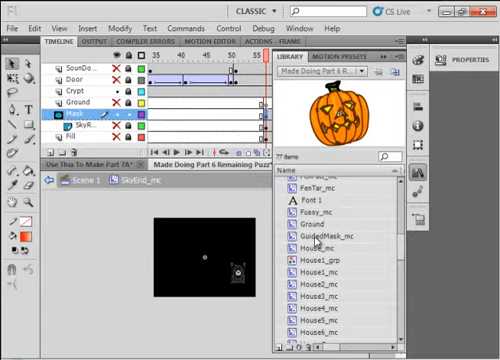 Fl
CLASSIC
CS Live
File Edit View Insert Modify Text Commands Control Debug Window Help
TIMELINE OUTPUT COMPILER ERRORS MOTION EDITOR ACTIONS - FRAME
35 40 45 50 55
SounDo...
Door
Crypt
Ground
Mask
SkyR...
Fill
Use This To Make Part 7A*
Made Doing Part 6 Remaining Puzz*
Scene 1 SkyEnd_mc
LIBRARY MOTION PRESETS
Made Doing Part 6 R...
77 items
Name
FenTar_mc
Font 1
Fussy_mc
Ground
GuidedMask_mc
House_mc
House1_grp
House1_mc
House2_mc
House3_mc
House4_mc
House5_mc
House6_mc
PROPERTIES